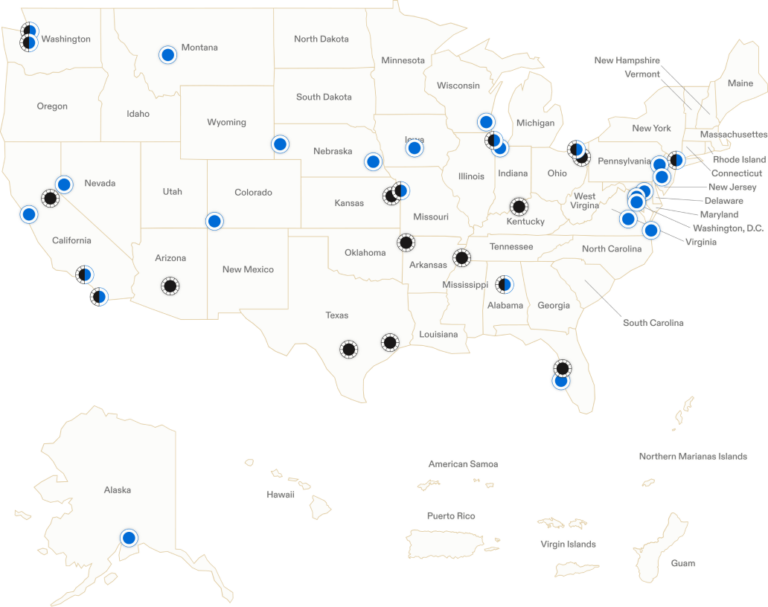 Washington
Montana
North Dakota
Minnesota
New Hampshire
Vermont
Maine
Oregon
Idaho
Wyoming
South Dakota
Wisconsin
Michigan
New York
Massachusetts
Nebraska
Iowa
Pennsylvania
Rhode Island
Connecticut
Nevada
Utah
Colorado
Kansas
Illinois
Indiana
Ohio
New Jersey
West
Virgina
Delaware
Missouri
Kentucky
Maryland
Washington, D.C.
California
Virginia
Arizona
New Mexico
Oklahoma
Arkansas
Tennessee
North Carolina
Mississippi
Alabama
Georgia
South Carolina
Texas
Louisiana
Alaska
Hawaii
American Samoa
Northern Marianas Islands
Puerto Rico
Virgin Islands
Guam